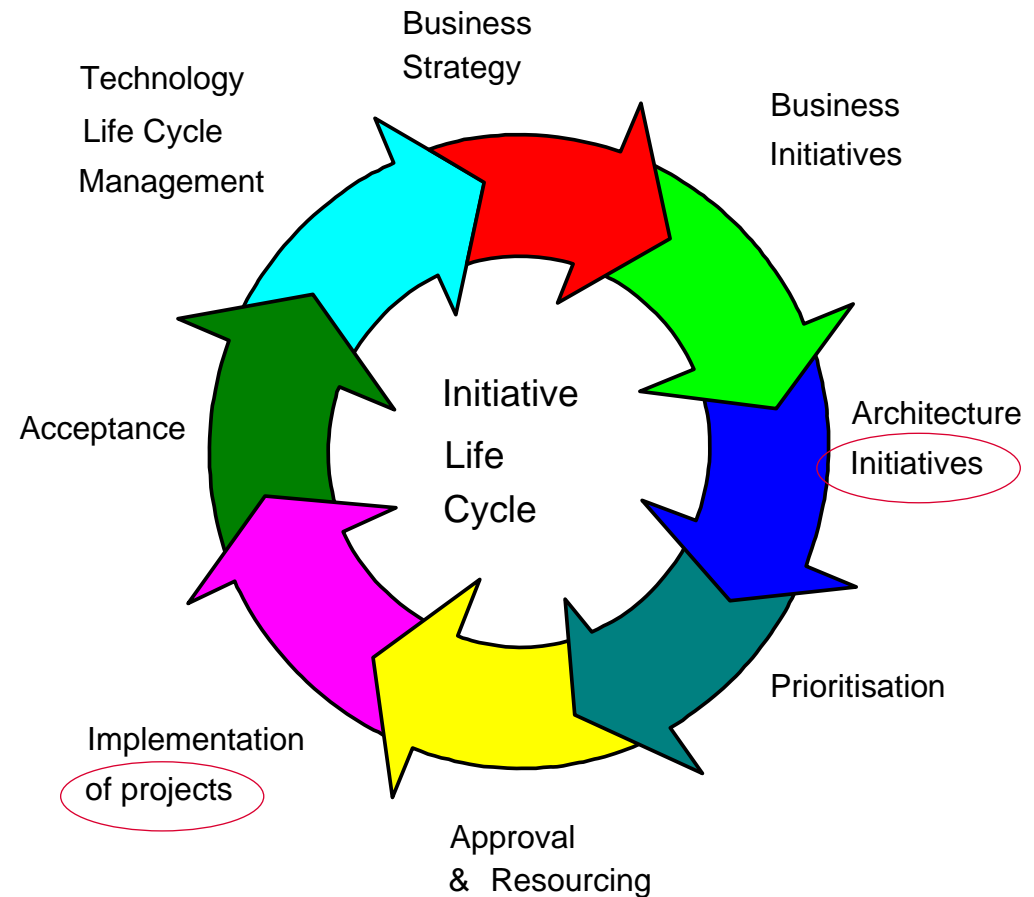 Business
Strategy
Business
Initiatives
Architecture
Initiatives
Prioritisation
Approval
& Resourcing
Implementation
of projects
Acceptance
Technology
Life Cycle
Management
Initiative
Life
Cycle